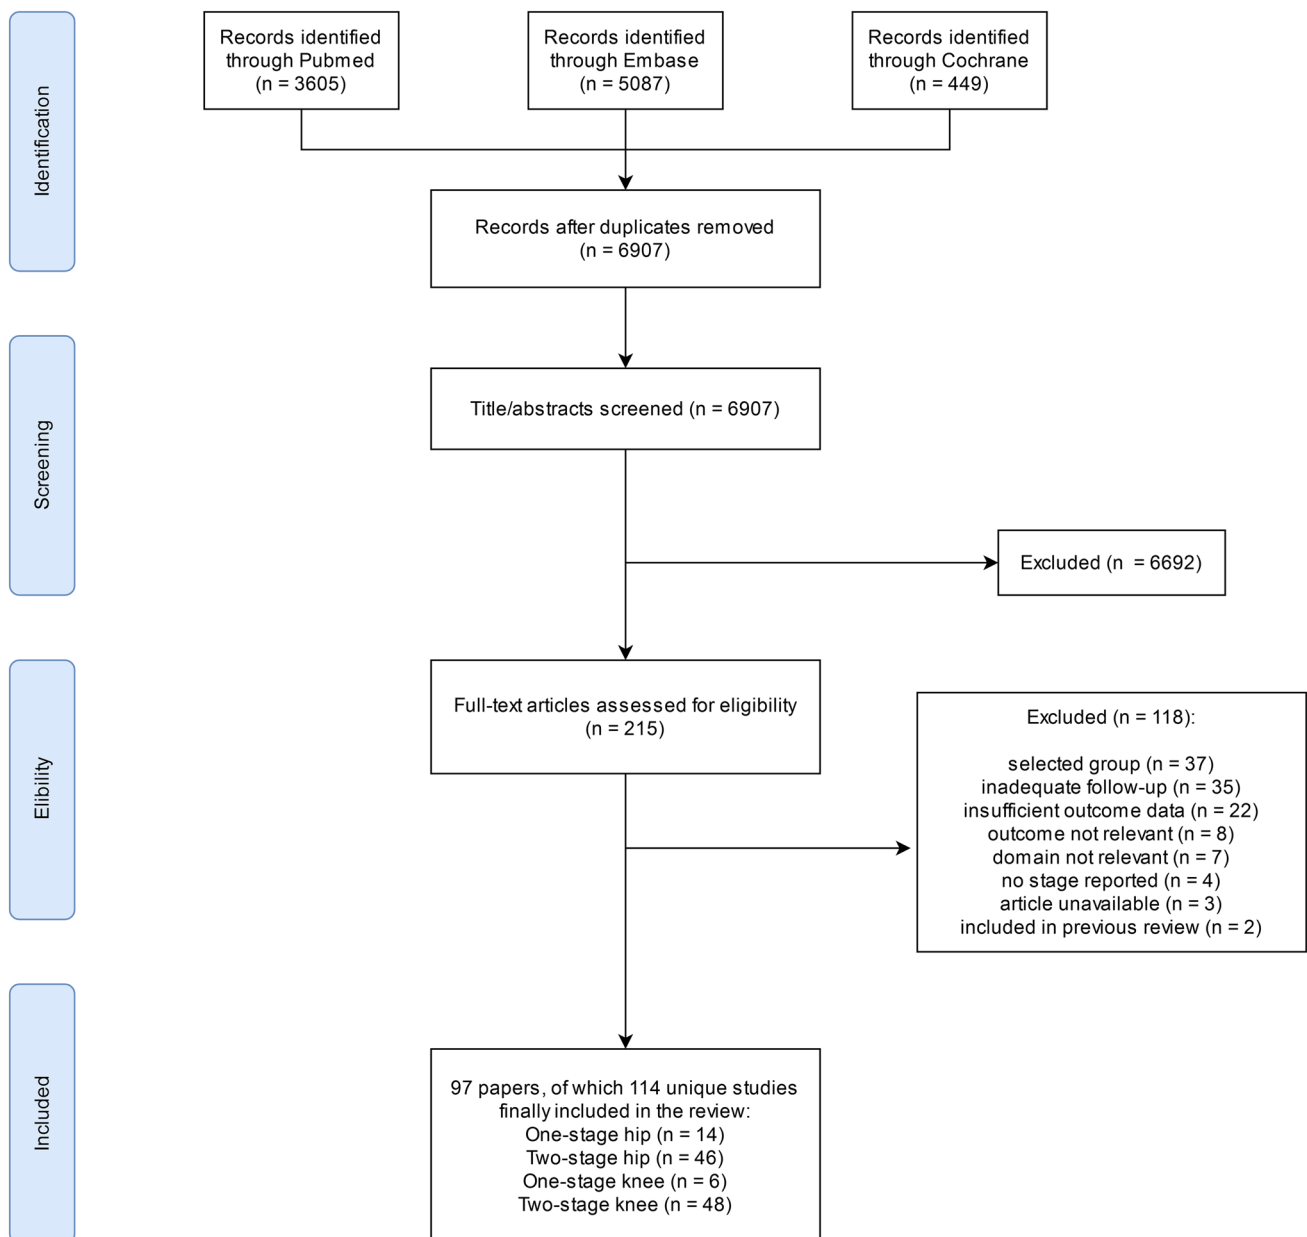 Identification
Records identified
through Pubmed
(n = 3605)
Records identified
through Embase
(n = 5087)
Records identified
through Cochrane
(n = 449)
Records after duplicates removed
(n = 6907)
Screening
Title/abstracts screened (n = 6907)
Excluded (n  = 6692)
Elibility
Full-text articles assessed for eligibility
(n = 215)
Excluded (n = 118):
selected group (n = 37)
inadequate follow-up (n = 35)
insufficient outcome data (n = 22)
outcome not relevant (n = 8)
domain not relevant (n = 7)
no stage reported (n = 4)
article unavailable (n = 3)
included in previous review (n = 2)
Included
97 papers, of which 114 unique studies
finally included in the review:
One-stage hip (n = 14)
Two-stage hip (n = 46)
One-stage knee (n = 6)
Two-stage knee (n = 48)